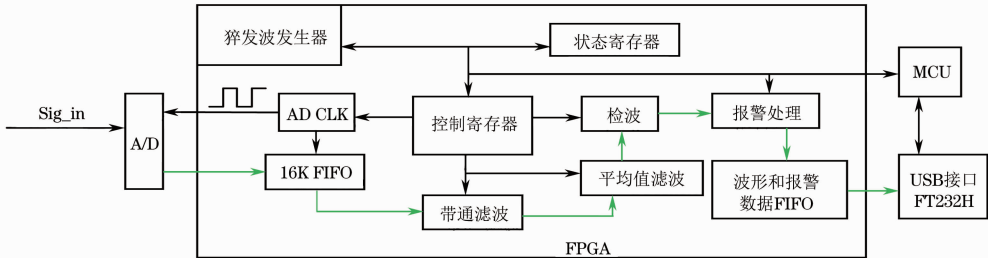 猝发波发生器
状态寄存器
MCU
Sig_in
A/D
AD CLK
控制寄存器
检波
报警处理
16K FIFO
平均值滤波
波形和报警
数据FIFO
USB接口
FT232H
带通滤波
FPGA